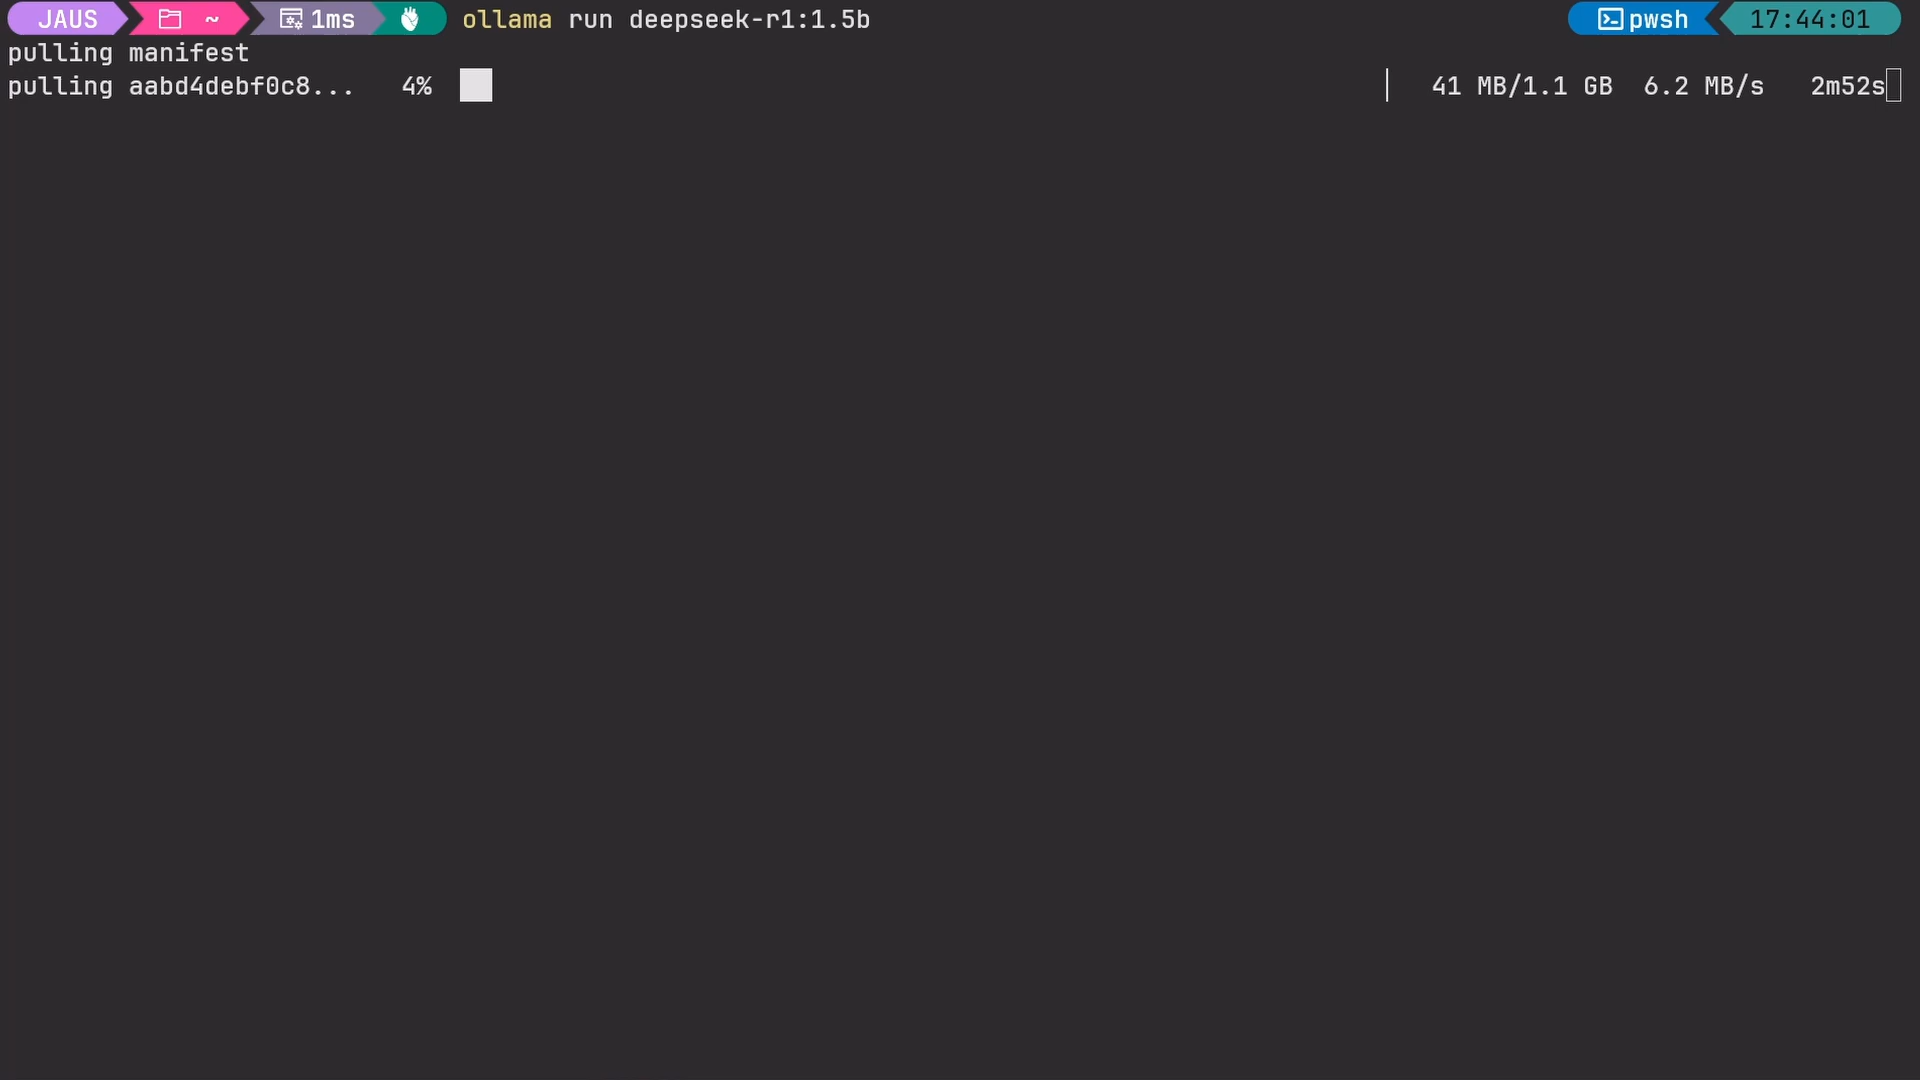 JAUS ~ 1ms ollama run deepseek-r1:1.5b pwsh 17:44:01
pulling manifest
pulling aabd4debf0c8... 4% 41 MB/1.1 GB 6.2 MB/s 2m52s